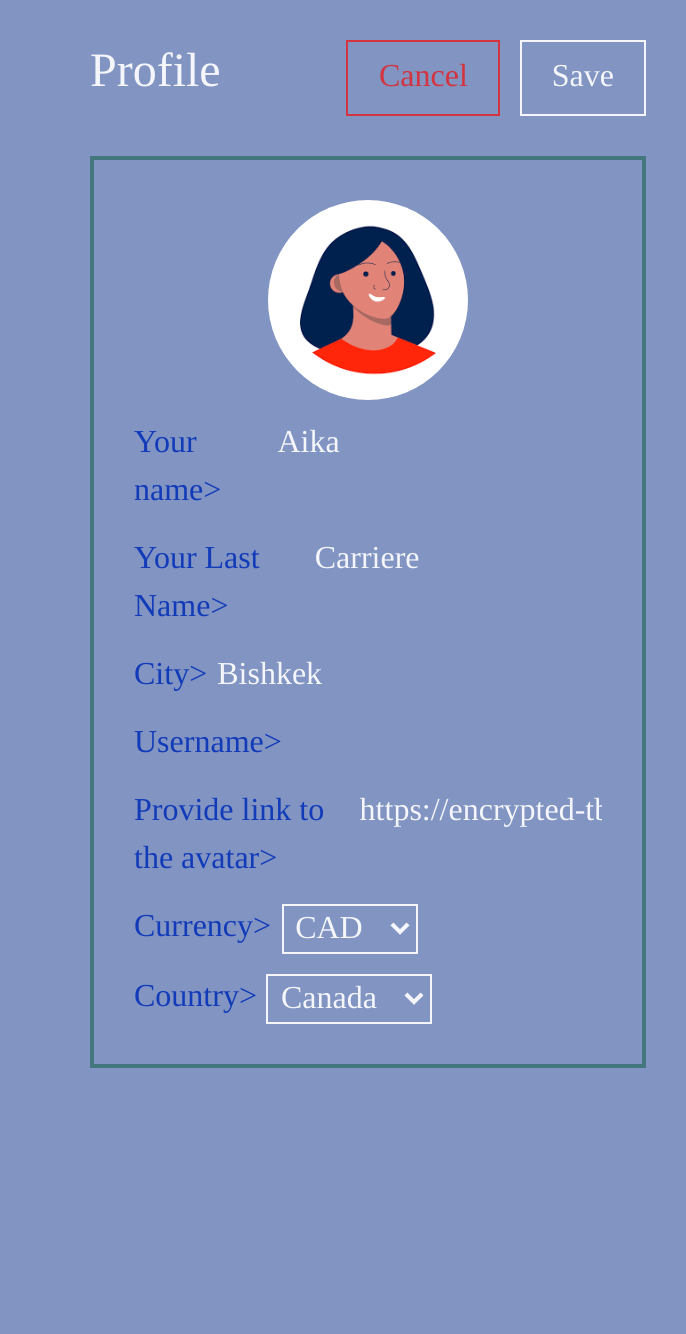 Profile
Cancel
Save
Your name>
Aika
Your Last Name>
Carriere
City> Bishkek
Username>
Provide link to the avatar>
https://encrypted-th
Currency> CAD
Country> Canada